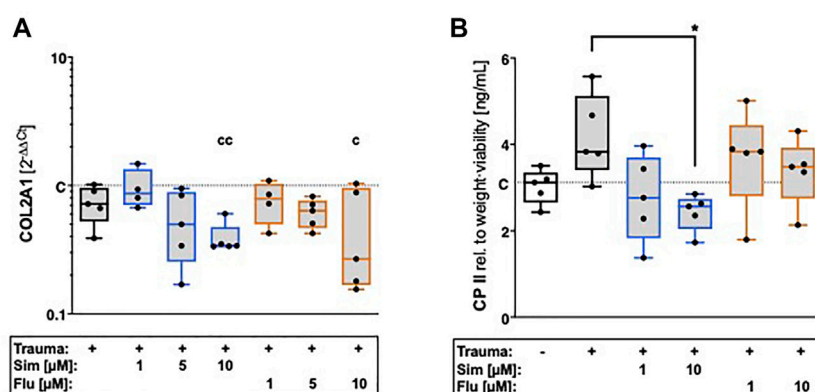 A
B
COL2A1 [2-ΔΔCt]
10
C
0.1
cc
c
Trauma: + + + + + + +
Sim [µM]: 1 5 10
Flu [µM]: 1 5 10
CP II rel. to weight·viability [ng/mL]
6
4
C
2
0
*
Trauma: - + + + + +
Sim [µM]: 1 10
Flu [µM]: 1 10